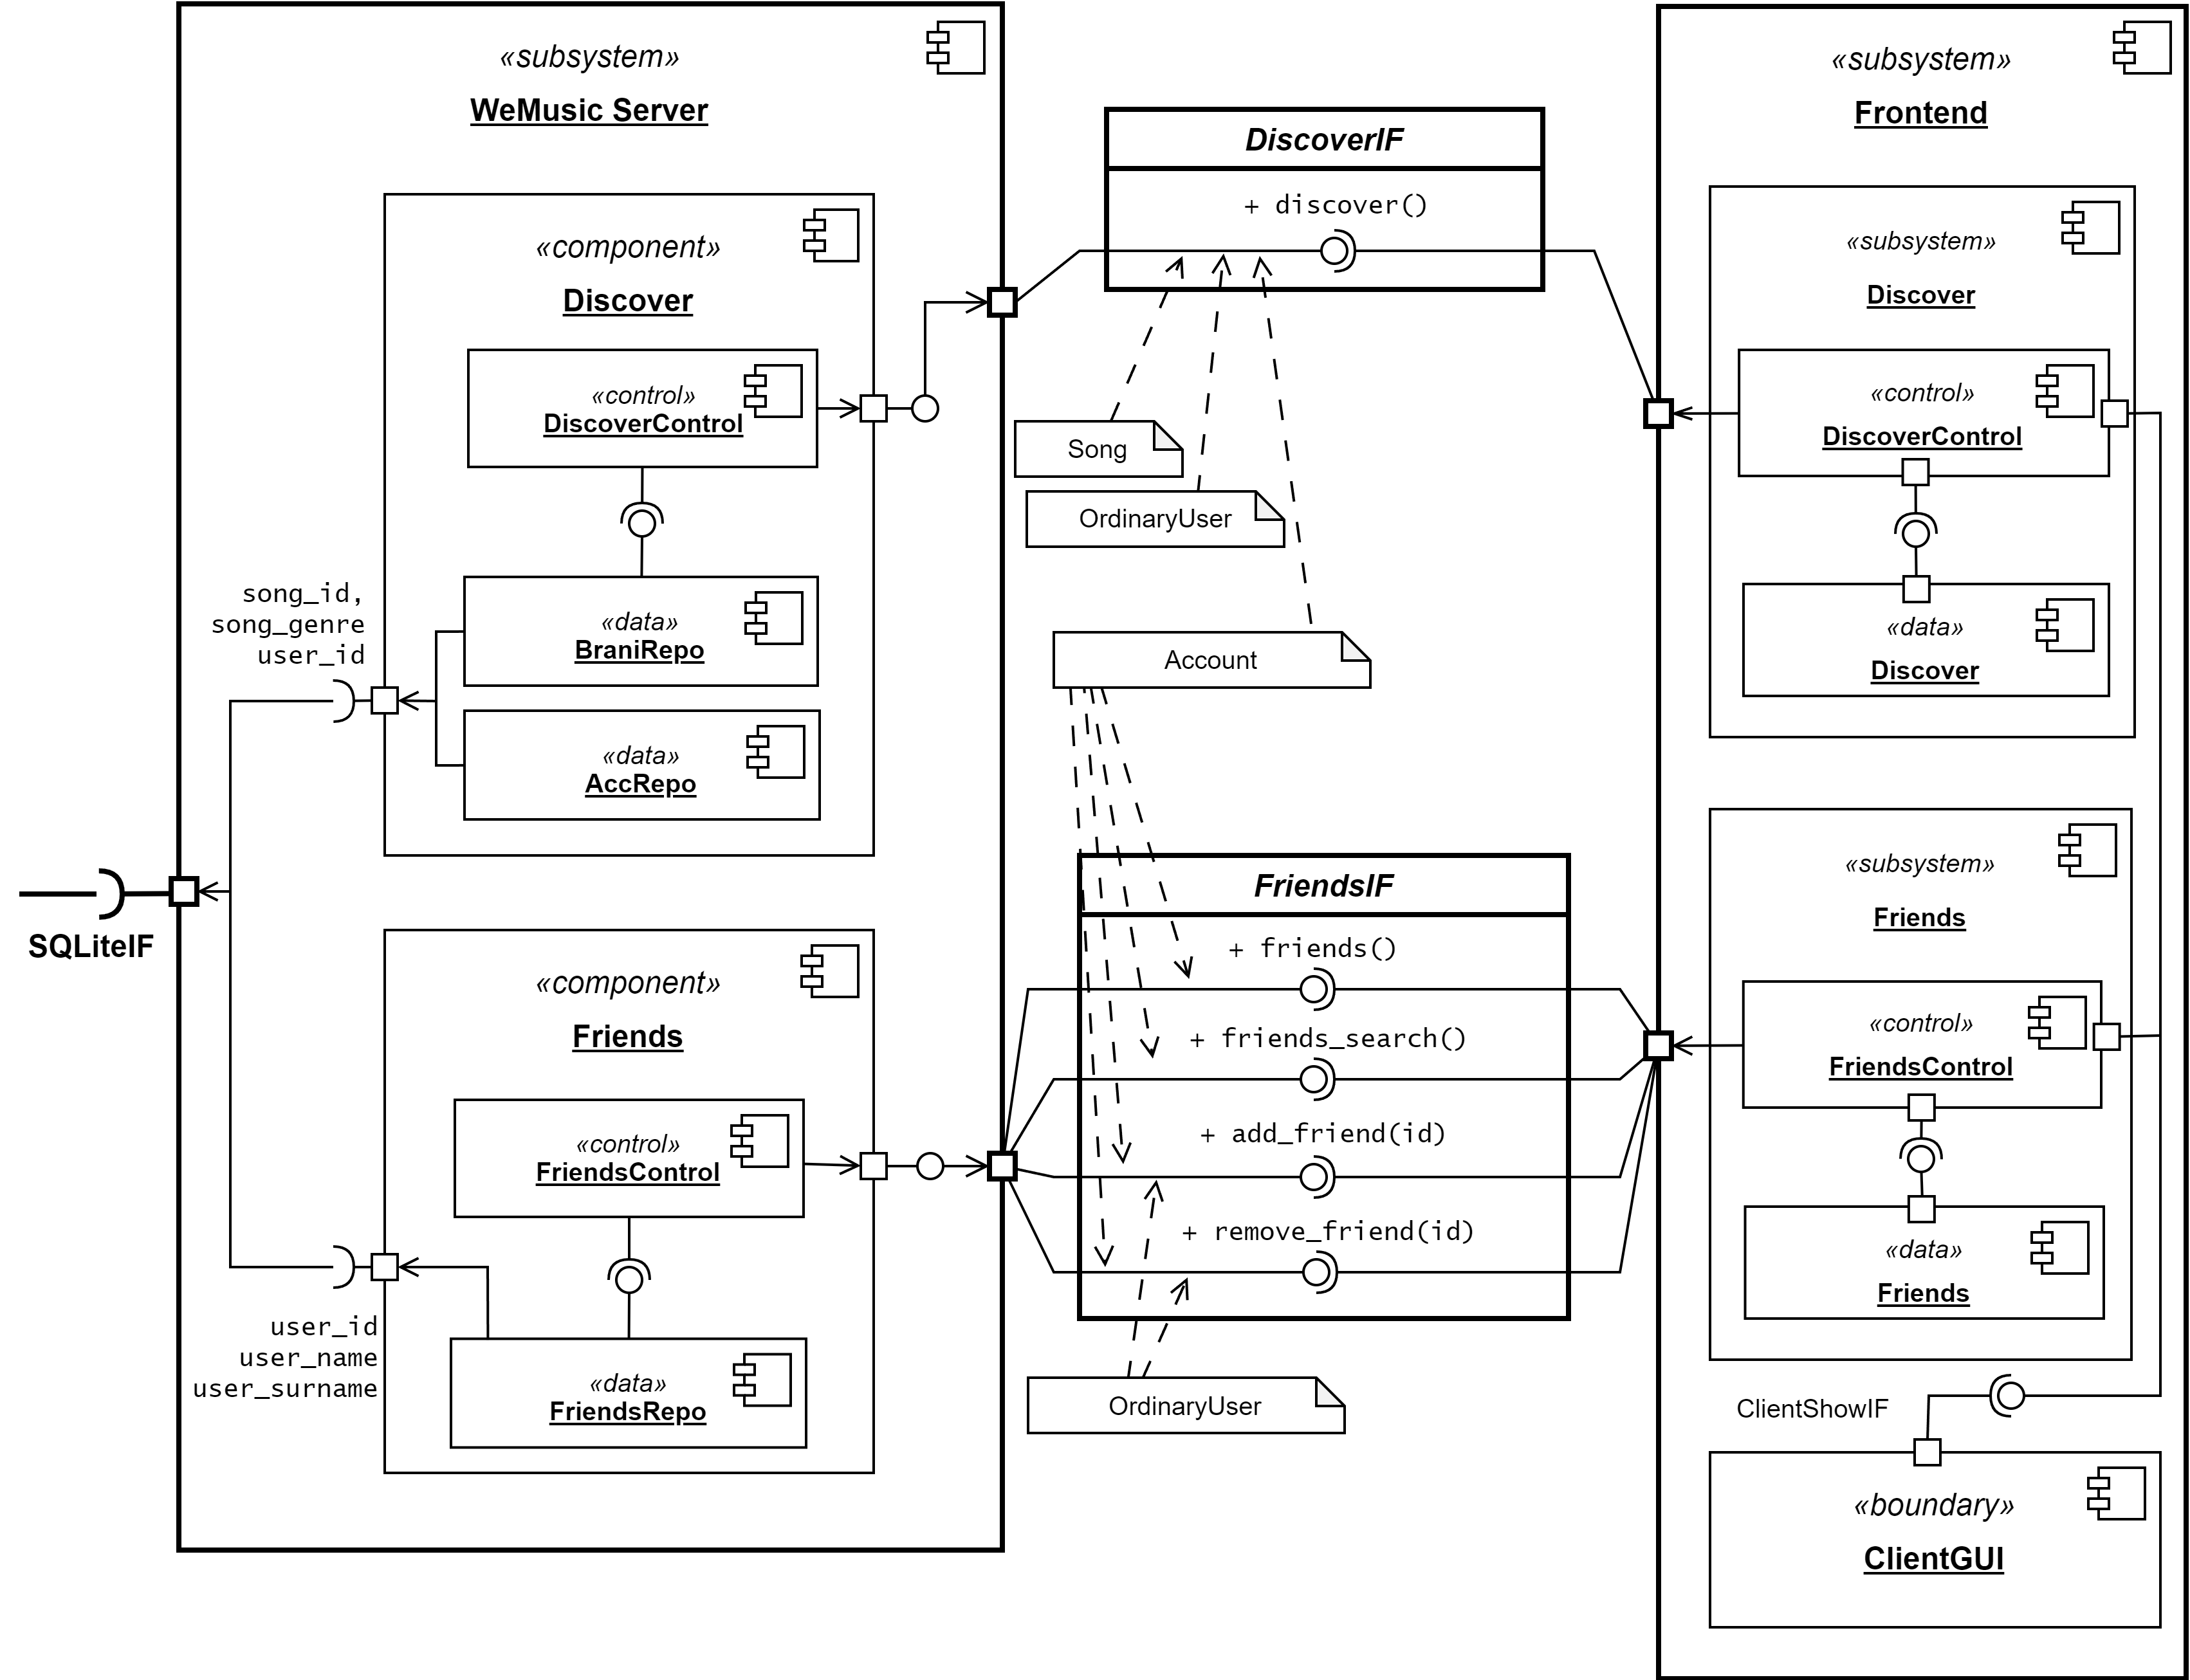 «subsystem»
WeMusic Server
«component»
Discover
«control»
DiscoverControl
«data»
BraniRepo
«data»
AccRepo
song_id,
song_genre
user_id
SQLiteIF
«component»
Friends
«control»
FriendsControl
«data»
FriendsRepo
user_id
user_name
user_surname
DiscoverIF
+ discover()
Song
OrdinaryUser
Account
FriendsIF
+ friends()
+ friends_search()
+ add_friend(id)
+ remove_friend(id)
OrdinaryUser
«subsystem»
Frontend
«subsystem»
Discover
«control»
DiscoverControl
«data»
Discover
«subsystem»
Friends
«control»
FriendsControl
«data»
Friends
ClientShowIF
«boundary»
ClientGUI